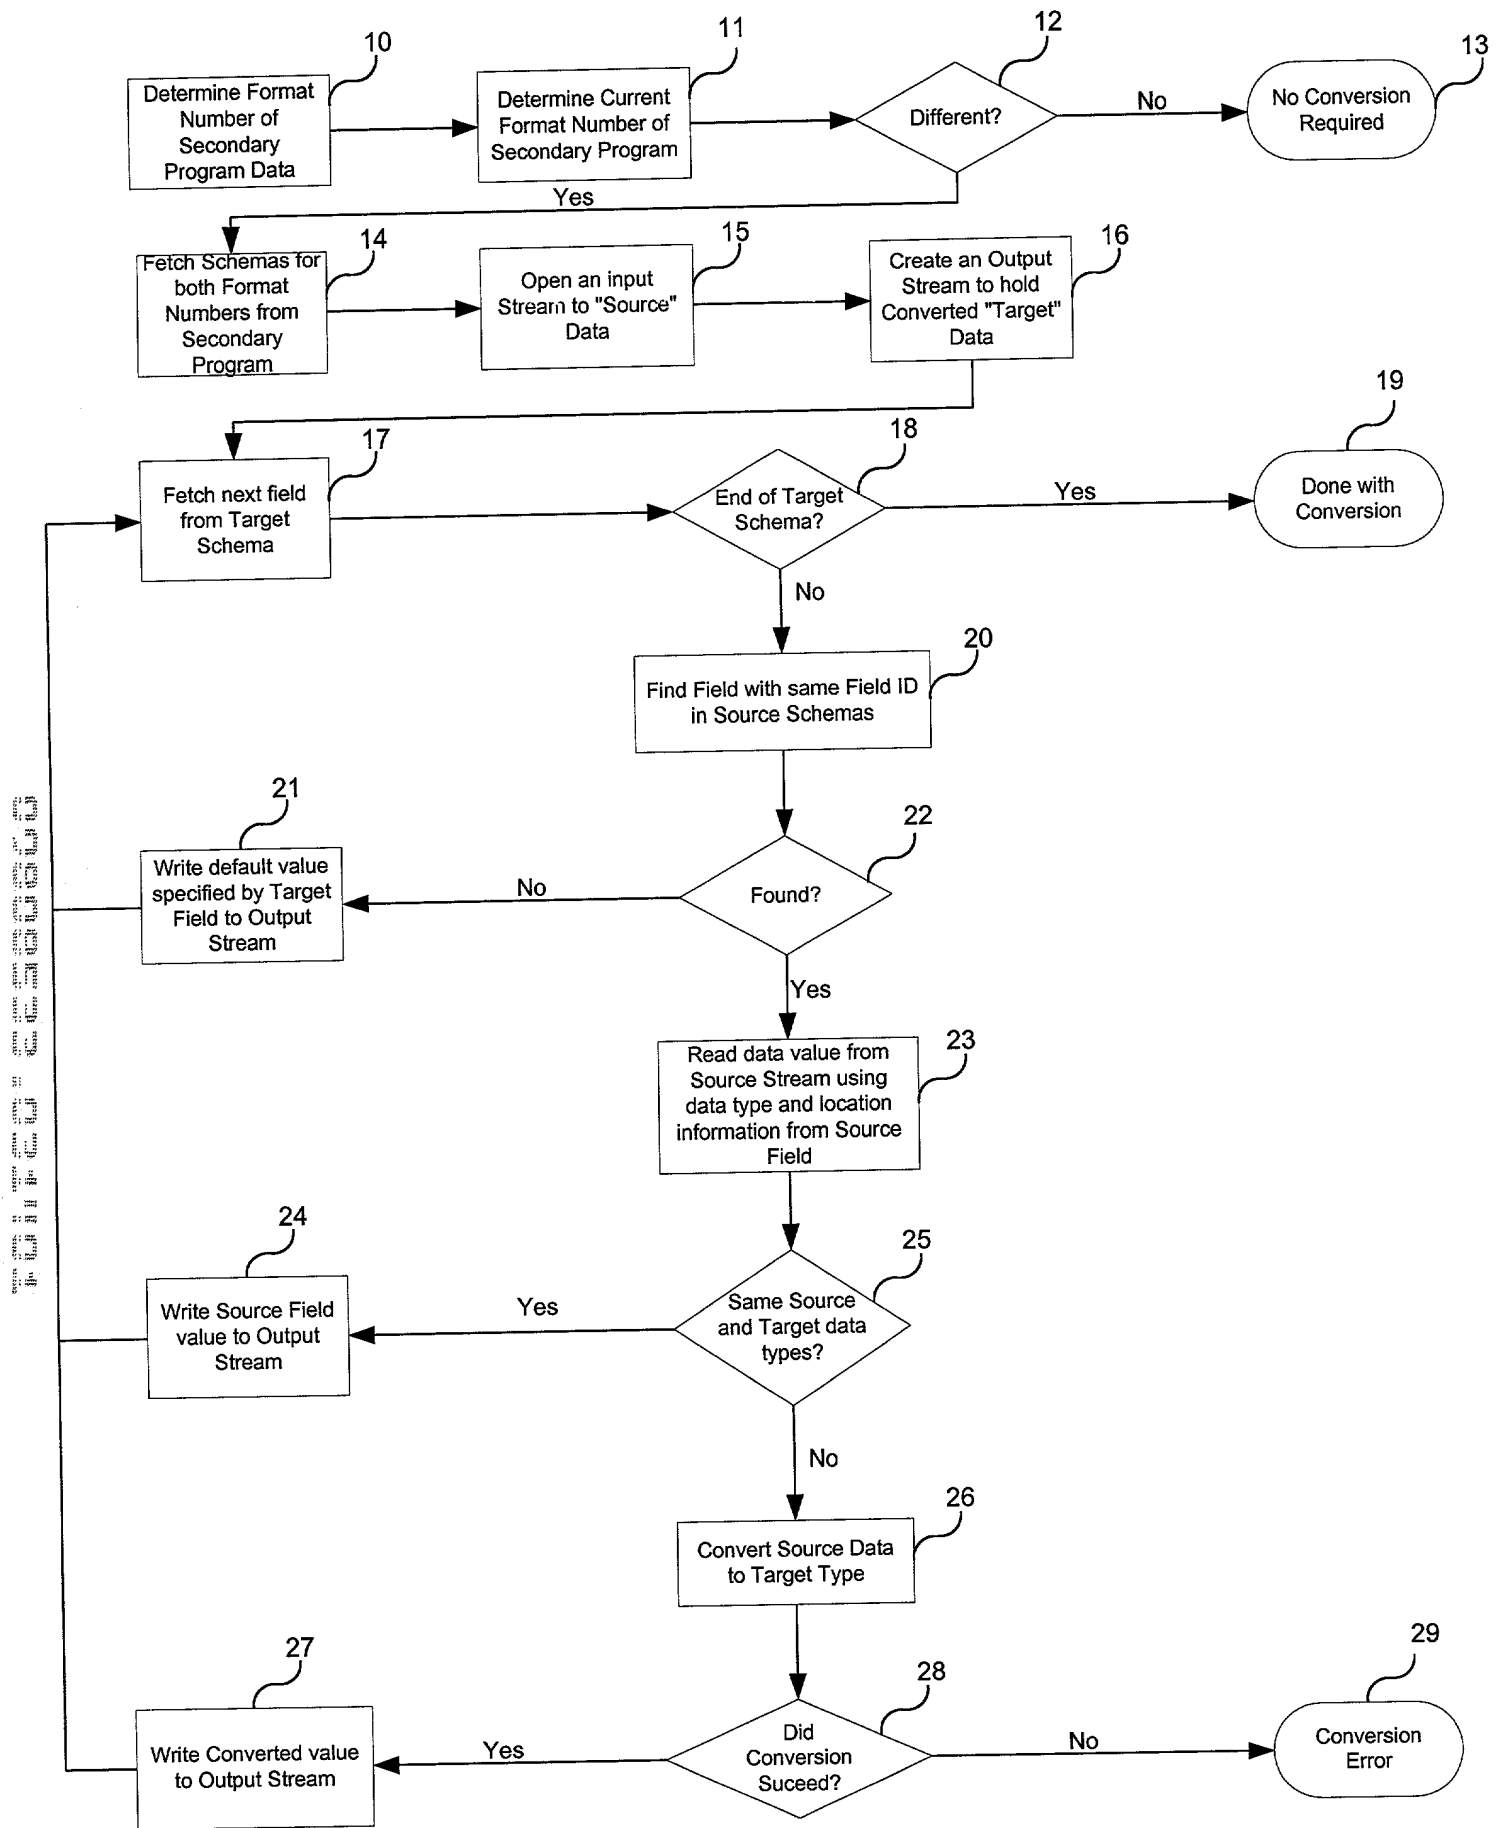 10
11
12
13
Determine Format
Number of
Secondary
Program Data
Determine Current
Format Number of
Secondary Program
Different?
No
No Conversion
Required
Yes
14
15
16
Fetch Schemas for
both Format
Numbers from
Secondary
Program
Open an input
Stream to "Source"
Data
Create an Output
Stream to hold
Converted "Target"
Data
17
18
19
Fetch next field
from Target
Schema
End of Target
Schema?
Yes
Done with
Conversion
No
20
Find Field with same Field ID
in Source Schemas
21
22
Write default value
specified by Target
Field to Output
Stream
No
Found?
Yes
23
Read data value from
Source Stream using
data type and location
information from Source
Field
24
25
Write Source Field
value to Output
Stream
Yes
Same Source
and Target data
types?
No
26
Convert Source Data
to Target Type
27
28
29
Write Converted value
to Output Stream
Yes
Did
Conversion
Suceed?
No
Conversion
Error